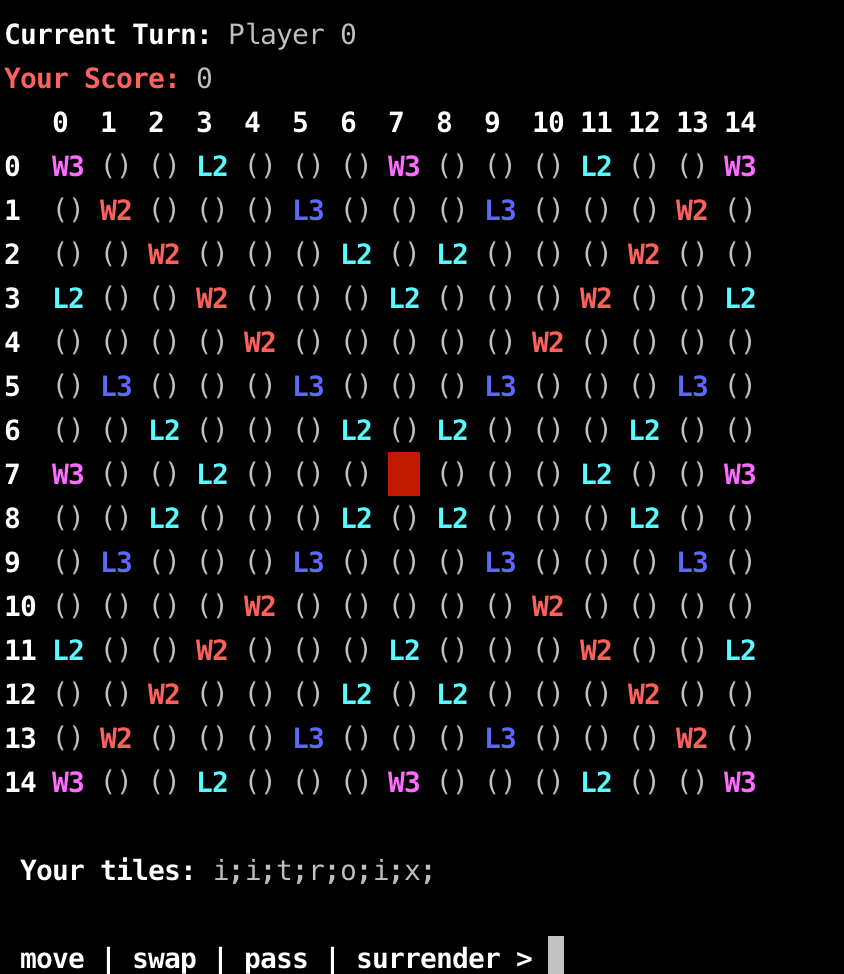 Current Turn: Player 0
Your Score: 0
0 1 2 3 4 5 6 7 8 9 10 11 12 13 14
0 W3 () () L2 () () () W3 () () () L2 () () W3
1 () W2 () () () L3 () () () L3 () () () W2 ()
2 () () W2 () () () L2 () L2 () () () W2 () ()
3 L2 () () W2 () () () L2 () () () W2 () () L2
4 () () () () W2 () () () () () W2 () () () ()
5 () L3 () () () L3 () () () L3 () () () L3 ()
6 () () L2 () () () L2 () L2 () () () L2 () ()
7 W3 () () L2 () () () () () () L2 () () W3
8 () () L2 () () () L2 () L2 () () () L2 () ()
9 () L3 () () () L3 () () () L3 () () () L3 ()
10 () () () () W2 () () () () () W2 () () () ()
11 L2 () () W2 () () () L2 () () () W2 () () L2
12 () () W2 () () () L2 () L2 () () () W2 () ()
13 () W2 () () () L3 () () () L3 () () () W2 ()
14 W3 () () L2 () () () W3 () () () L2 () () W3
Your tiles: i;i;t;r;o;i;x;
move | swap | pass | surrender >